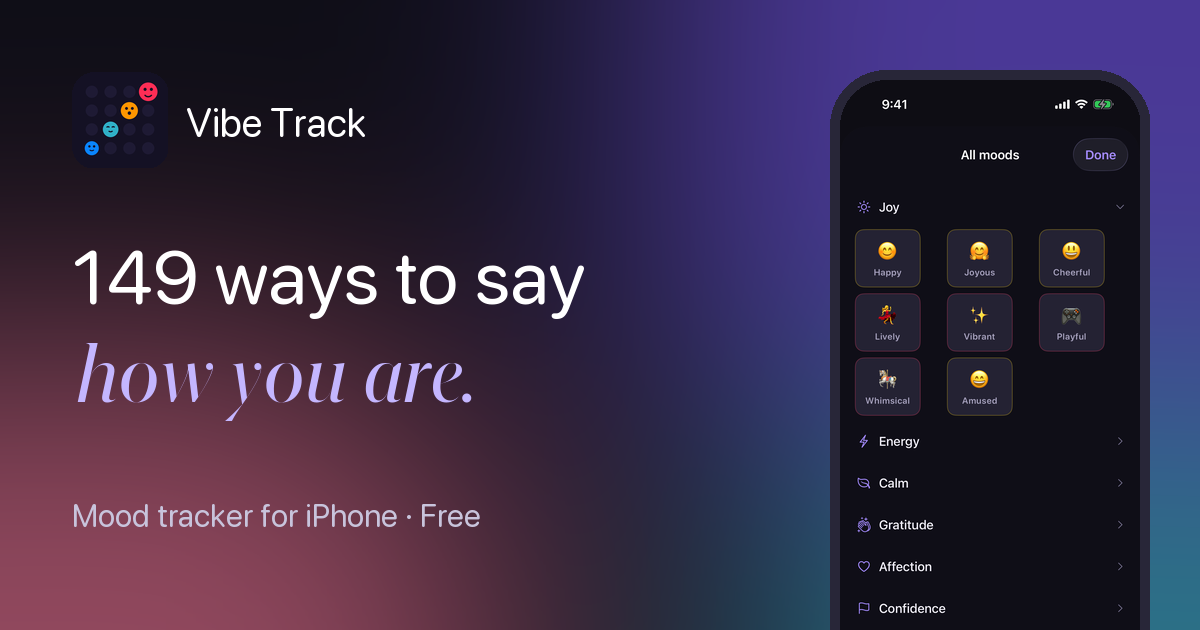 Vibe Track
149 ways to say
how you are.
Mood tracker for iPhone · Free
9:41
All moods
Done
Joy
Happy
Joyous
Cheerful
Lively
Vibrant
Playful
Whimsical
Amused
Energy
Calm
Gratitude
Affection
Confidence